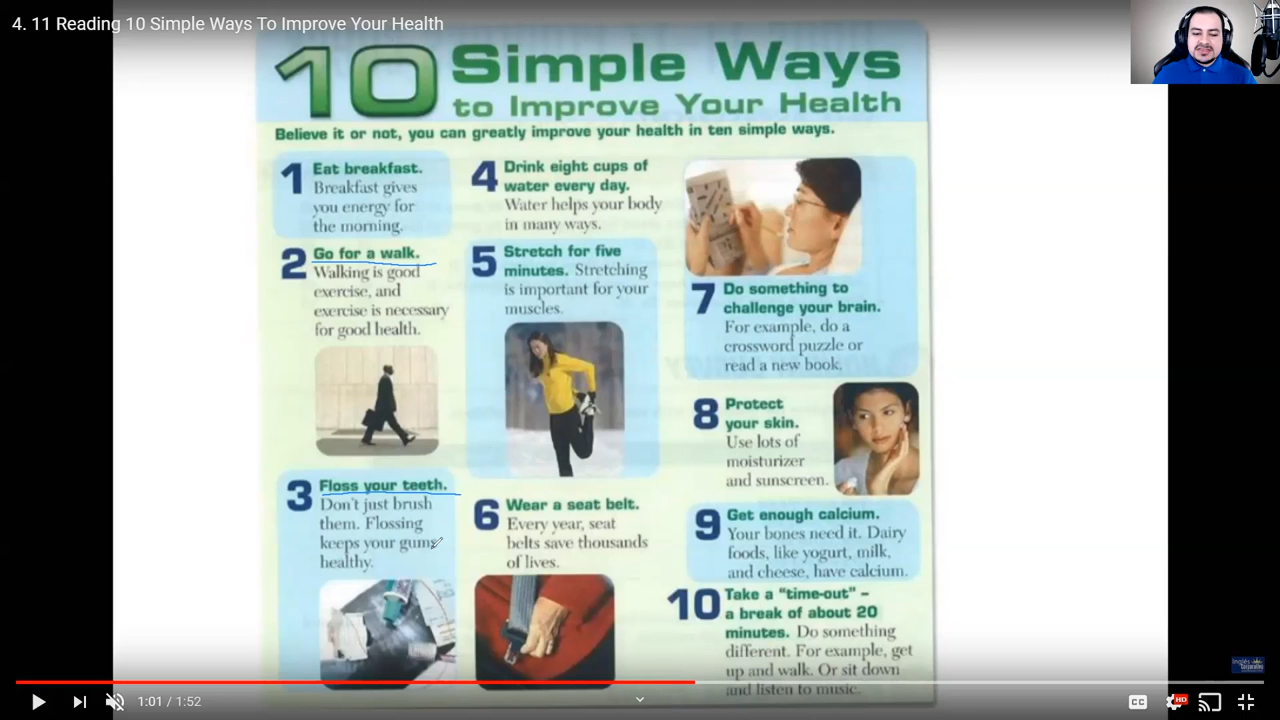 4. 11 Reading 10 Simple Ways To Improve Your Health
10 Simple Ways
to Improve Your Health
Believe it or not, you can greatly improve your health in ten simple ways.
1 Eat breakfast.
Breakfast gives
you energy for
the morning.
2 Go for a walk.
Walking is good
exercise, and
exercise is necessary
for good health.
3 Floss your teeth.
Don't just brush
them. Flossing
keeps your gums
healthy.
4 Drink eight cups of
water every day.
Water helps your body
in many ways.
5 Stretch for five
minutes. Stretching
is important for your
muscles.
6 Wear a seat belt.
Every year, seat
belts save thousands
of lives.
7 Do something to
challenge your brain.
For example, do a
crossword puzzle or
read a new book.
8 Protect
your skin.
Use lots of
moisturizer
and sunscreen.
9 Get enough calcium.
Your bones need it. Dairy
foods, like yogurt, milk,
and cheese, have calcium.
10 Take a "time-out" –
a break of about 20
minutes. Do something
different. For example, get
up and walk. Or sit down
and listen to music.
1:01 / 1:52
CC
HD